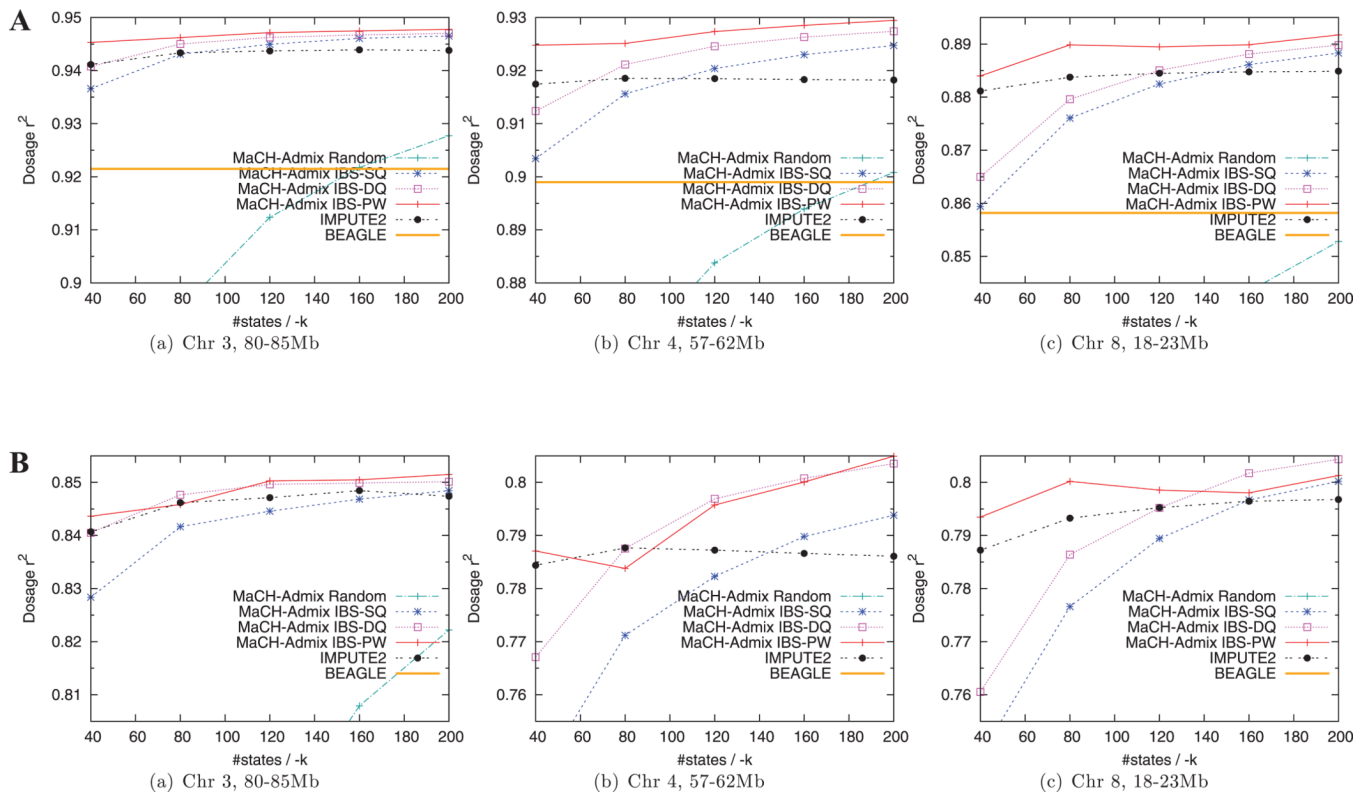 A
Dosage r²
0.95
0.94
0.93
0.92
0.91
0.9
MaCH-Admix Random
MaCH-Admix IBS-SQ
MaCH-Admix IBS-DQ
MaCH-Admix IBS-PW
IMPUTE2
BEAGLE
40 60 80 100 120 140 160 180 200
#states / -k
(a) Chr 3, 80-85Mb
Dosage r²
0.93
0.92
0.91
0.9
0.89
0.88
MaCH-Admix Random
MaCH-Admix IBS-SQ
MaCH-Admix IBS-DQ
MaCH-Admix IBS-PW
IMPUTE2
BEAGLE
40 60 80 100 120 140 160 180 200
#states / -k
(b) Chr 4, 57-62Mb
Dosage r²
0.89
0.88
0.87
0.86
0.85
MaCH-Admix Random
MaCH-Admix IBS-SQ
MaCH-Admix IBS-DQ
MaCH-Admix IBS-PW
IMPUTE2
BEAGLE
40 60 80 100 120 140 160 180 200
#states / -k
(c) Chr 8, 18-23Mb
B
Dosage r²
0.85
0.84
0.83
0.82
0.81
MaCH-Admix Random
MaCH-Admix IBS-SQ
MaCH-Admix IBS-DQ
MaCH-Admix IBS-PW
IMPUTE2
BEAGLE
40 60 80 100 120 140 160 180 200
#states / -k
(a) Chr 3, 80-85Mb
Dosage r²
0.8
0.79
0.78
0.77
0.76
MaCH-Admix Random
MaCH-Admix IBS-SQ
MaCH-Admix IBS-DQ
MaCH-Admix IBS-PW
IMPUTE2
BEAGLE
40 60 80 100 120 140 160 180 200
#states / -k
(b) Chr 4, 57-62Mb
Dosage r²
0.8
0.79
0.78
0.77
0.76
MaCH-Admix Random
MaCH-Admix IBS-SQ
MaCH-Admix IBS-DQ
MaCH-Admix IBS-PW
IMPUTE2
BEAGLE
40 60 80 100 120 140 160 180 200
#states / -k
(c) Chr 8, 18-23Mb